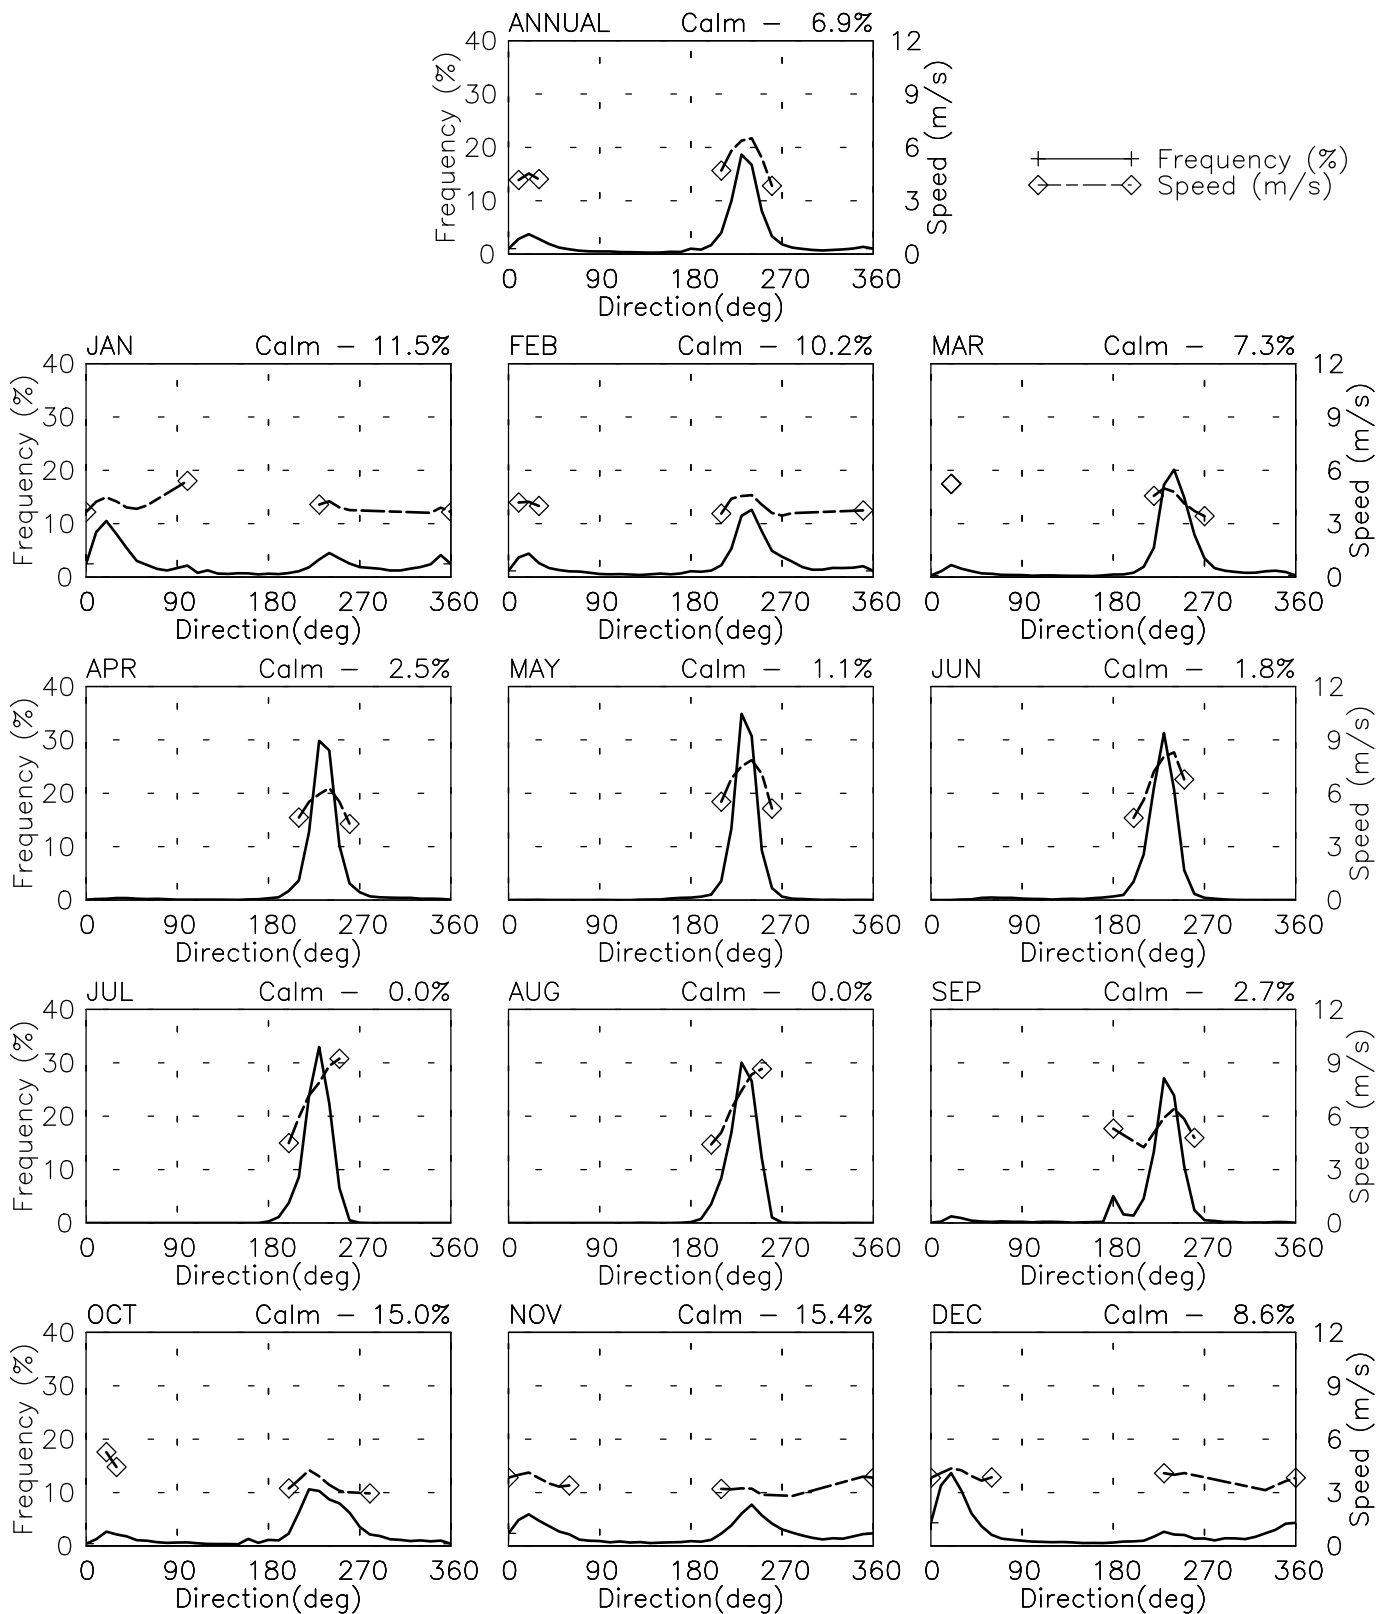 ANNUAL Calm - 6.9%
40 12
30 9
20 6
10 3
0 0
Frequency (%)
Speed (m/s)
0 90 180 270 360
Direction(deg)
Frequency (%)
Speed (m/s)
JAN Calm - 11.5% FEB Calm - 10.2% MAR Calm - 7.3%
40 12
30 9
20 6
10 3
0 0
Frequency (%)
Speed (m/s)
0 90 180 270 360 0 90 180 270 360 0 90 180 270 360
Direction(deg) Direction(deg) Direction(deg)
APR Calm - 2.5% MAY Calm - 1.1% JUN Calm - 1.8%
40 12
30 9
20 6
10 3
0 0
Frequency (%)
Speed (m/s)
0 90 180 270 360 0 90 180 270 360 0 90 180 270 360
Direction(deg) Direction(deg) Direction(deg)
JUL Calm - 0.0% AUG Calm - 0.0% SEP Calm - 2.7%
40 12
30 9
20 6
10 3
0 0
Frequency (%)
Speed (m/s)
0 90 180 270 360 0 90 180 270 360 0 90 180 270 360
Direction(deg) Direction(deg) Direction(deg)
OCT Calm - 15.0% NOV Calm - 15.4% DEC Calm - 8.6%
40 12
30 9
20 6
10 3
0 0
Frequency (%)
Speed (m/s)
0 90 180 270 360 0 90 180 270 360 0 90 180 270 360
Direction(deg) Direction(deg) Direction(deg)